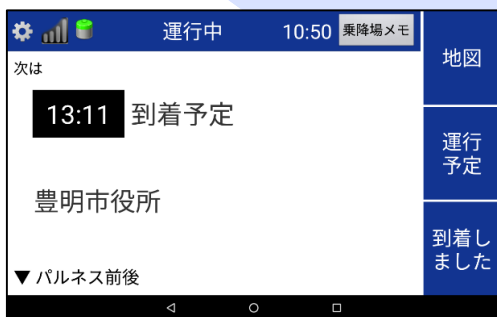 運行中 10:50 乗降場メモ
次は
13:11 到着予定
豊明市役所
▼ パルネス前後
地図
運行
予定
到着し
ました